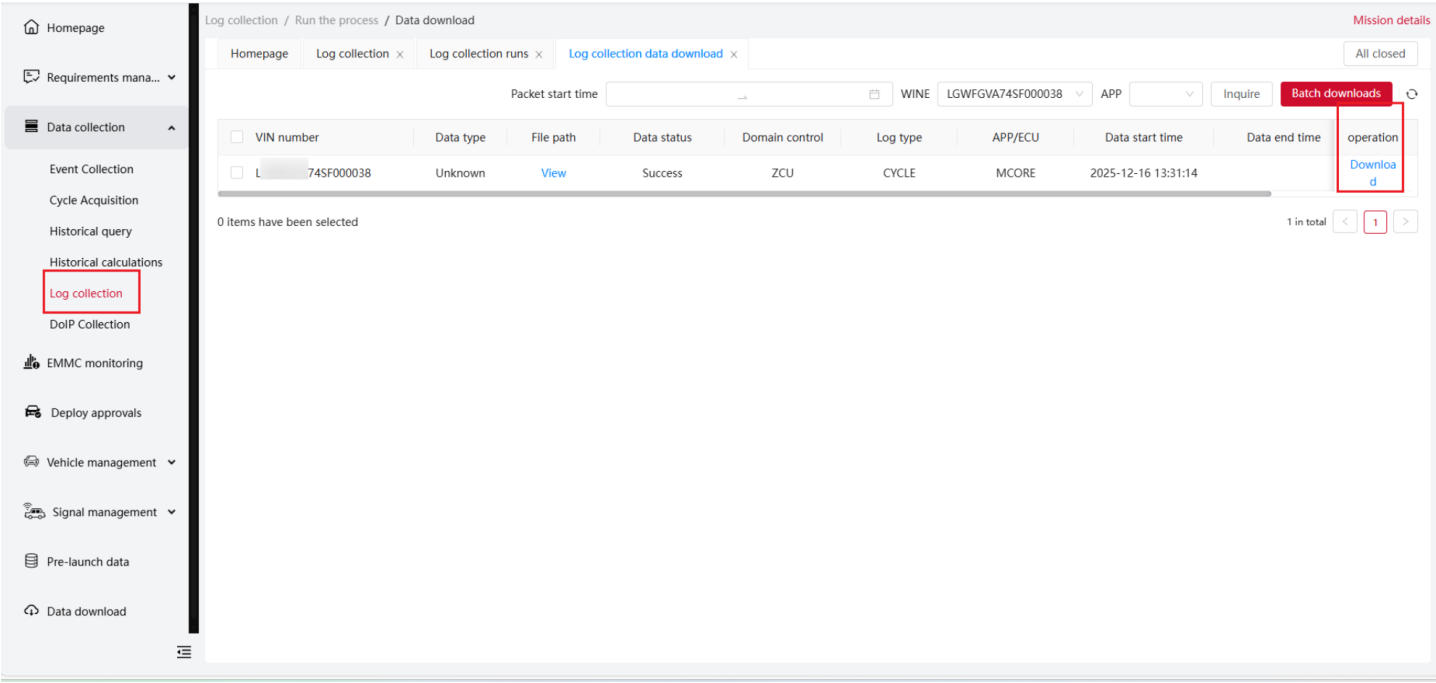 Homepage
Requirements mana...
Data collection
Event Collection
Cycle Acquisition
Historical query
Historical calculations
Log collection
DoIP Collection
EMMC monitoring
Deploy approvals
Vehicle management
Signal management
Pre-launch data
Data download
Log collection / Run the process / Data download
Mission details
Homepage Log collection × Log collection runs × Log collection data download × All closed
Packet start time → WINE LGWFGVA74SF000038 APP Inquire Batch downloads
VIN number Data type File path Data status Domain control Log type APP/ECU Data start time Data end time operation
L 74SF000038 Unknown View Success ZCU CYCLE MCORE 2025-12-16 13:31:14 Downloa
d
0 items have been selected 1 in total < 1 >